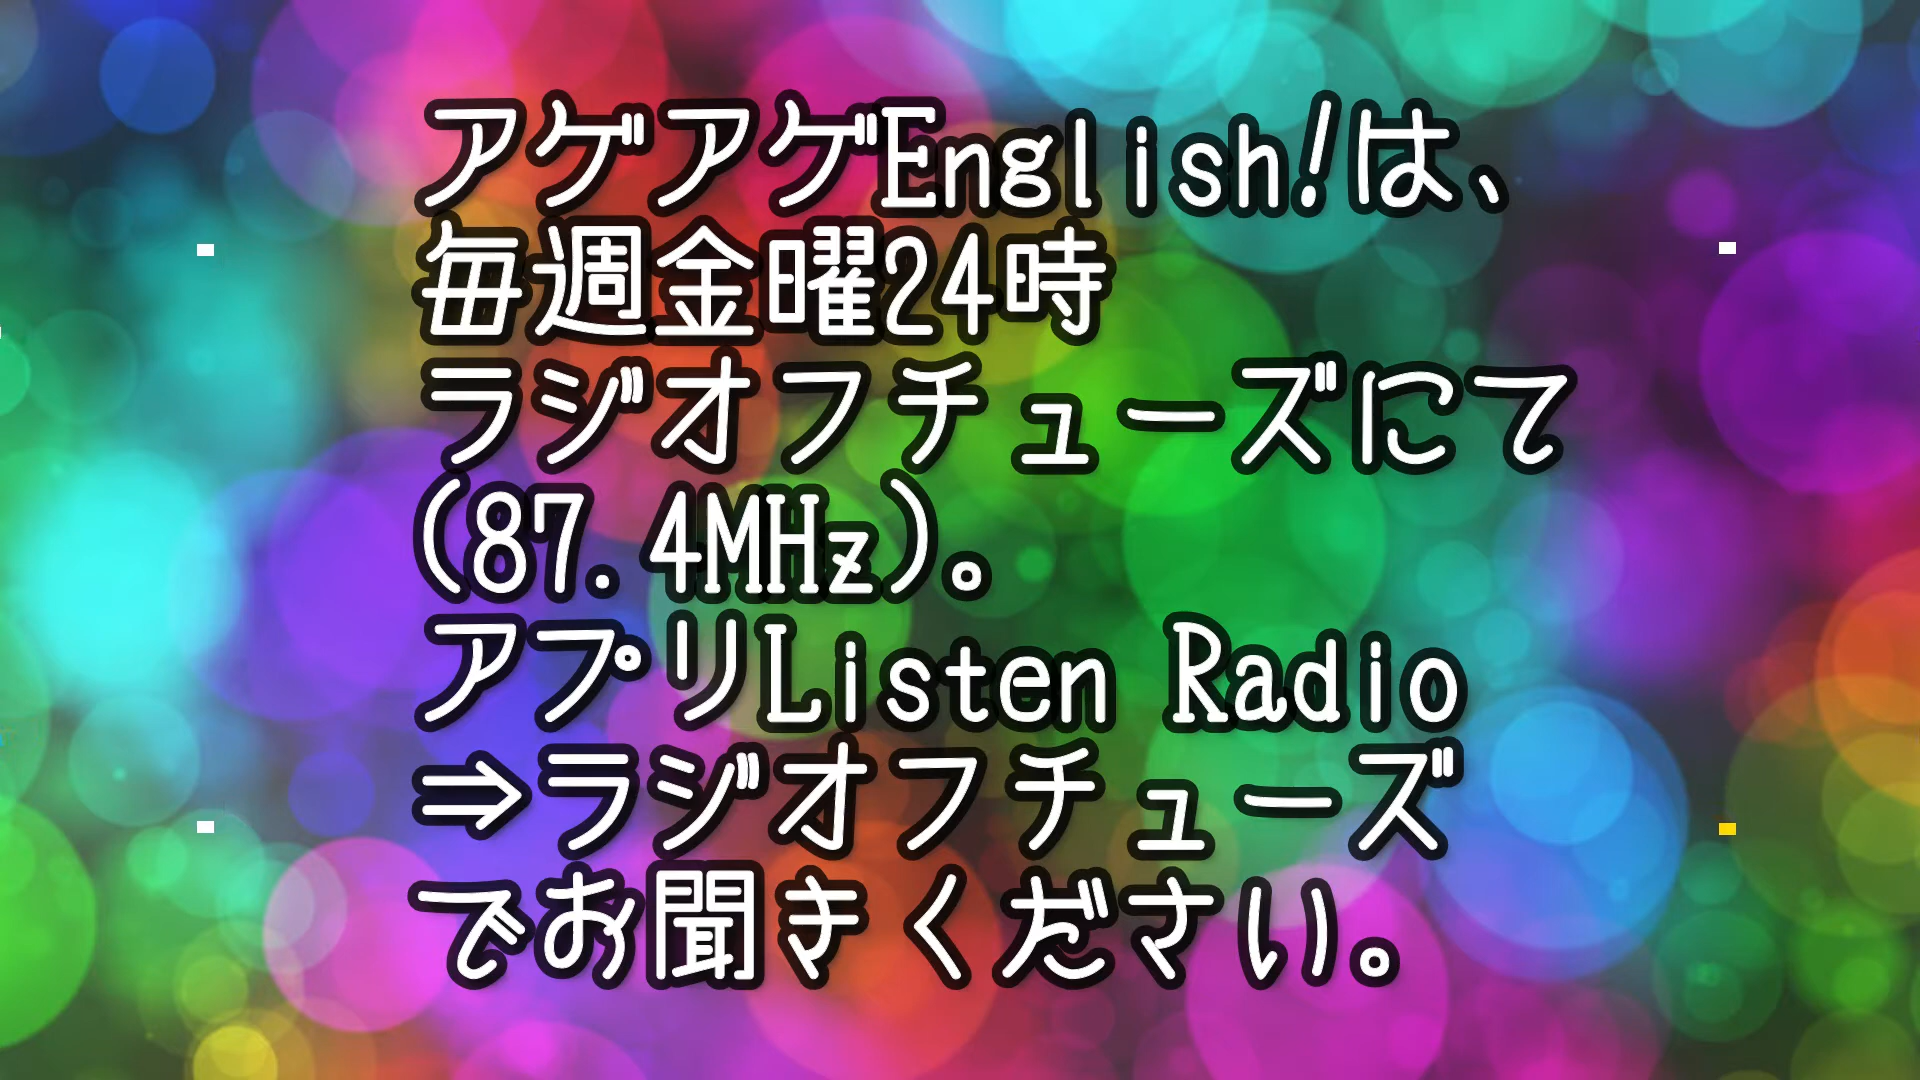 アゲアゲEnglish!は、
毎週金曜24時
ラジオフチューズにて
(87.4MHz)。
アプリListen Radio
⇒ラジオフチューズ
でお聞きください。